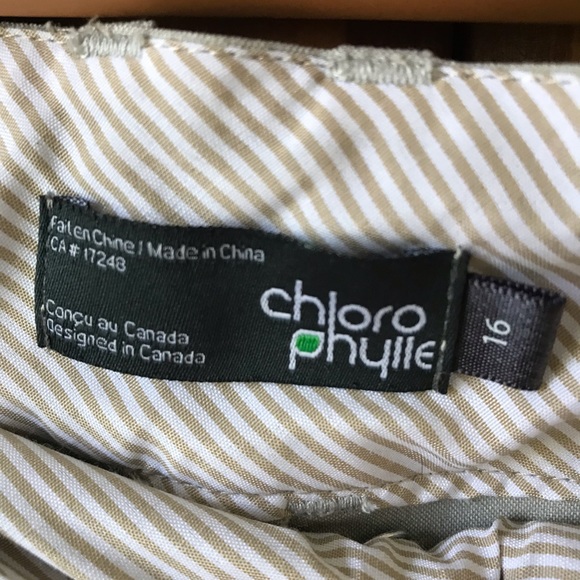 Fait en Chine / Made in China
CA# 17248
Conçu au Canada
Designed in Canada
chloro
phylle
16